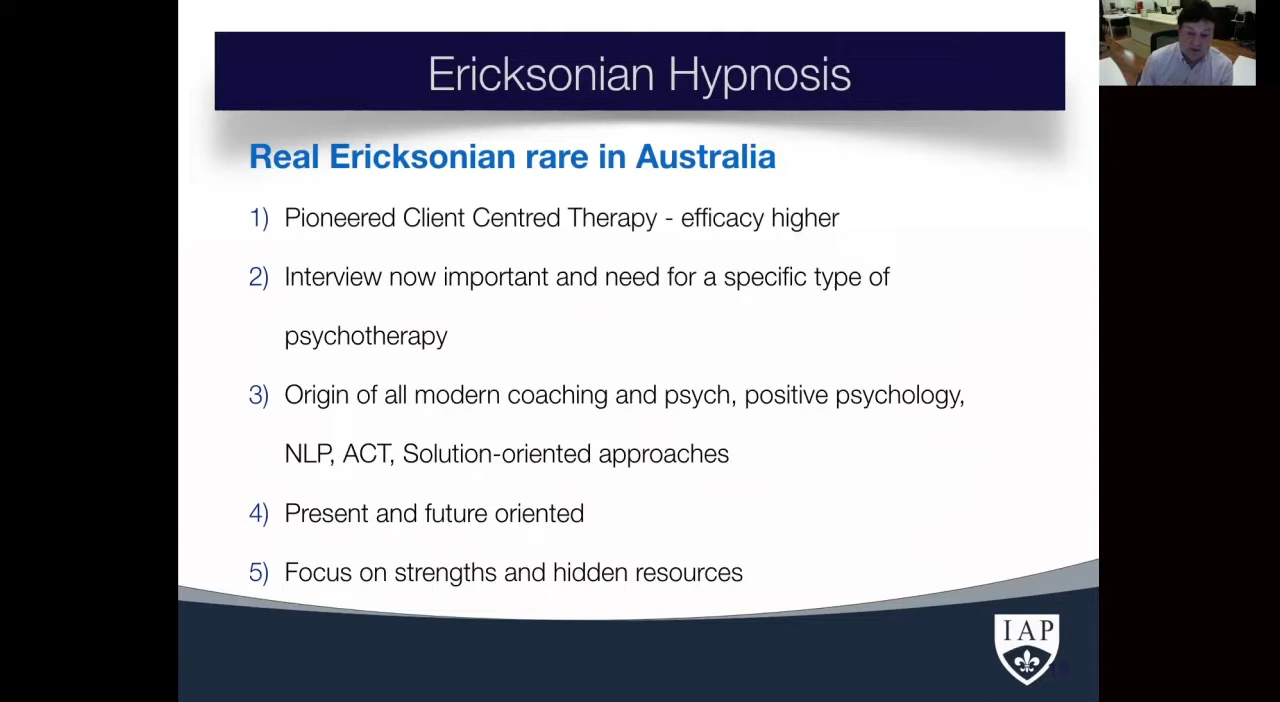 Ericksonian Hypnosis
Real Ericksonian rare in Australia
1) Pioneered Client Centred Therapy - efficacy higher
2) Interview now important and need for a specific type of
psychotherapy
3) Origin of all modern coaching and psych, positive psychology,
NLP, ACT, Solution-oriented approaches
4) Present and future oriented
5) Focus on strengths and hidden resources
IAP